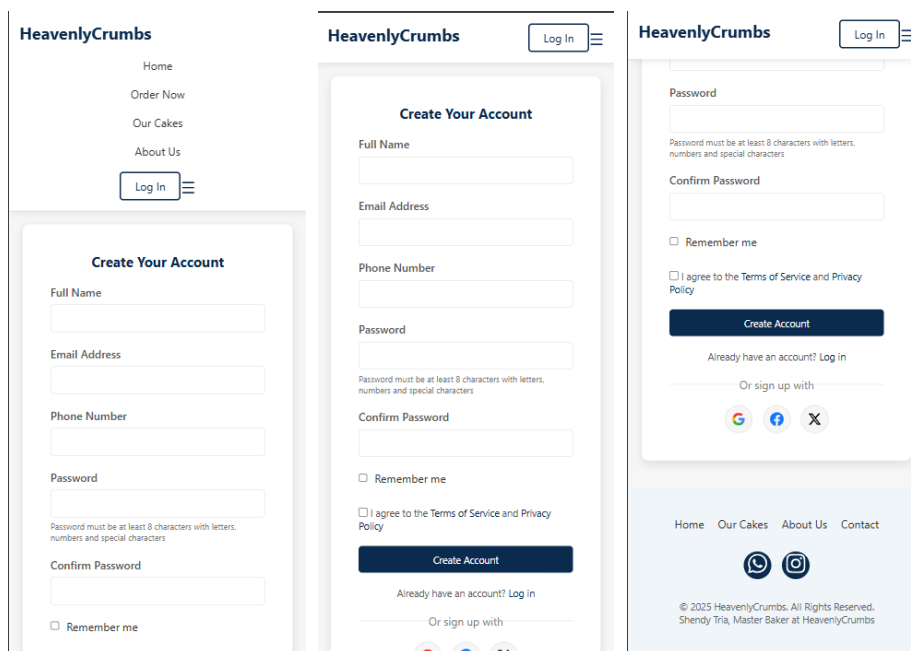 HeavenlyCrumbs
Home
Order Now
Our Cakes
About Us
Log In
Create Your Account
Full Name
Email Address
Phone Number
Password
Password must be at least 8 characters with letters,
numbers and special characters
Confirm Password
Remember me
HeavenlyCrumbs
Log In
Create Your Account
Full Name
Email Address
Phone Number
Password
Password must be at least 8 characters with letters,
numbers and special characters
Confirm Password
Remember me
I agree to the Terms of Service and Privacy
Policy
Create Account
Already have an account? Log in
Or sign up with
HeavenlyCrumbs
Log In
Password
Password must be at least 8 characters with letters,
numbers and special characters
Confirm Password
Remember me
I agree to the Terms of Service and Privacy
Policy
Create Account
Already have an account? Log in
Or sign up with
Home Our Cakes About Us Contact
© 2025 HeavenlyCrumbs. All Rights Reserved.
Shendy Tria, Master Baker at HeavenlyCrumbs